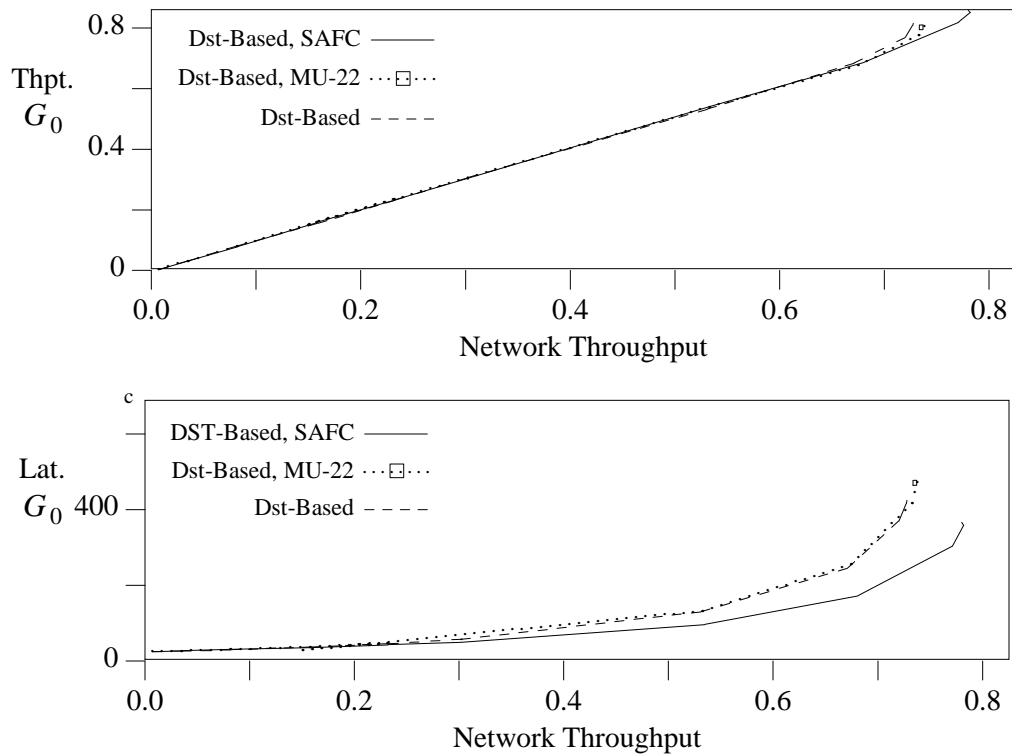 0.8
Dst-Based, SAFC
Thpt.
Dst-Based, MU-22
G0
Dst-Based
0.4
0
0.0 0.2 0.4 0.6 0.8
Network Throughput
c
DST-Based, SAFC
Lat.
Dst-Based, MU-22
G0 400
Dst-Based
0
0.0 0.2 0.4 0.6 0.8
Network Throughput